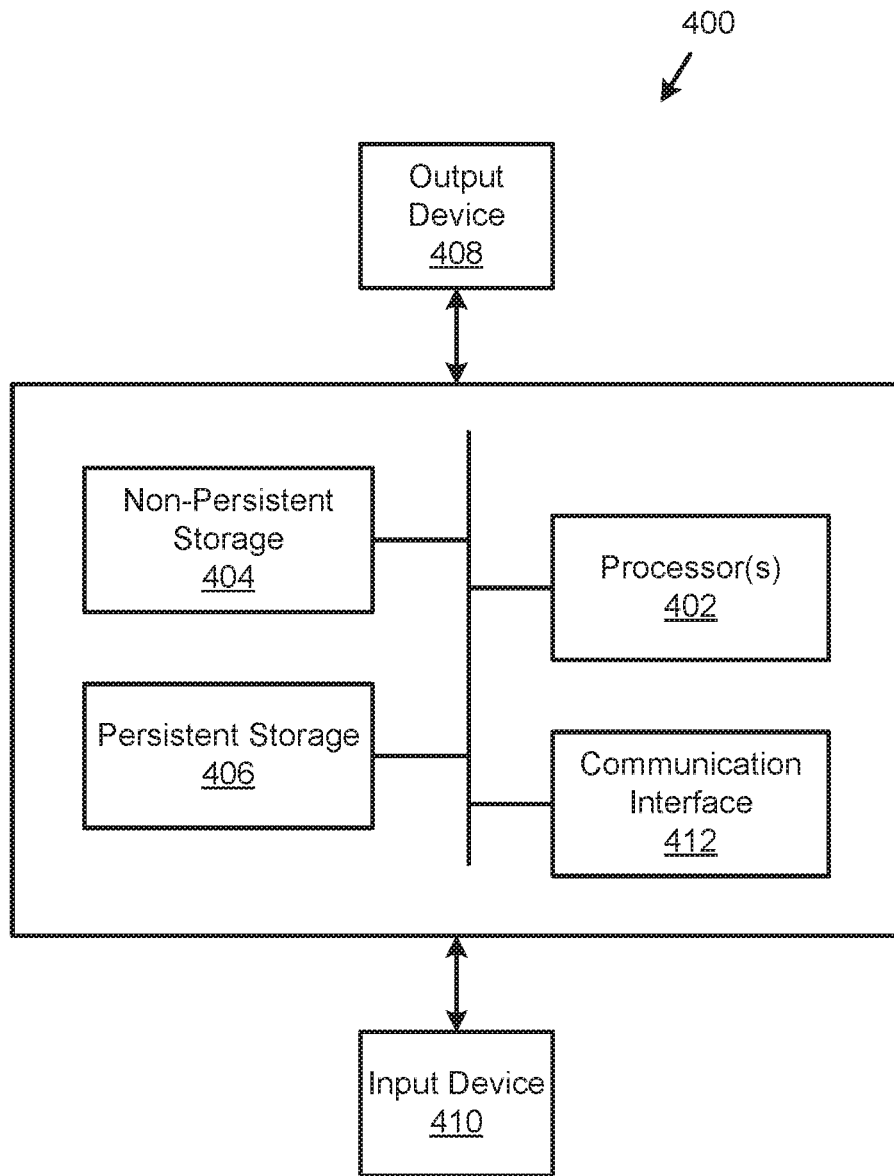 400
Output
Device
408
Non-Persistent
Storage
404
Processor(s)
402
Persistent Storage
406
Communication
Interface
412
Input Device
410